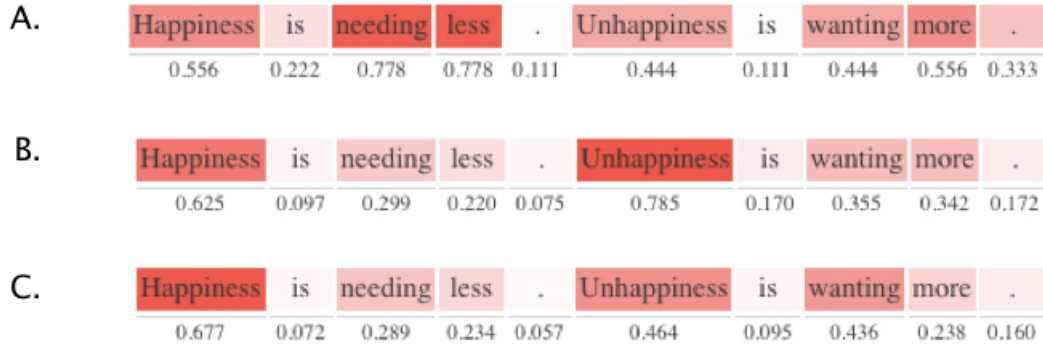 A. Happiness is needing less . Unhappiness is wanting more .
0.556 0.222 0.778 0.778 0.111 0.444 0.111 0.444 0.556 0.333
B. Happiness is needing less . Unhappiness is wanting more .
0.625 0.097 0.299 0.220 0.075 0.785 0.170 0.355 0.342 0.172
C. Happiness is needing less . Unhappiness is wanting more .
0.677 0.072 0.289 0.234 0.057 0.464 0.095 0.436 0.238 0.160